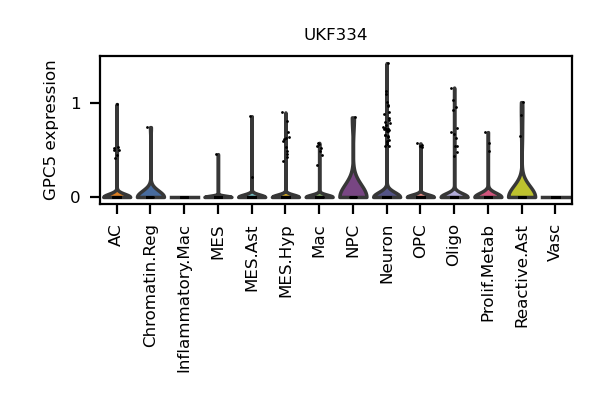 UKF334
GPC5 expression
1
0
AC
Chromatin.Reg
Inflammatory.Mac
MES
MES.Ast
MES.Hyp
Mac
NPC
Neuron
OPC
Oligo
Prolif.Metab
Reactive.Ast
Vasc